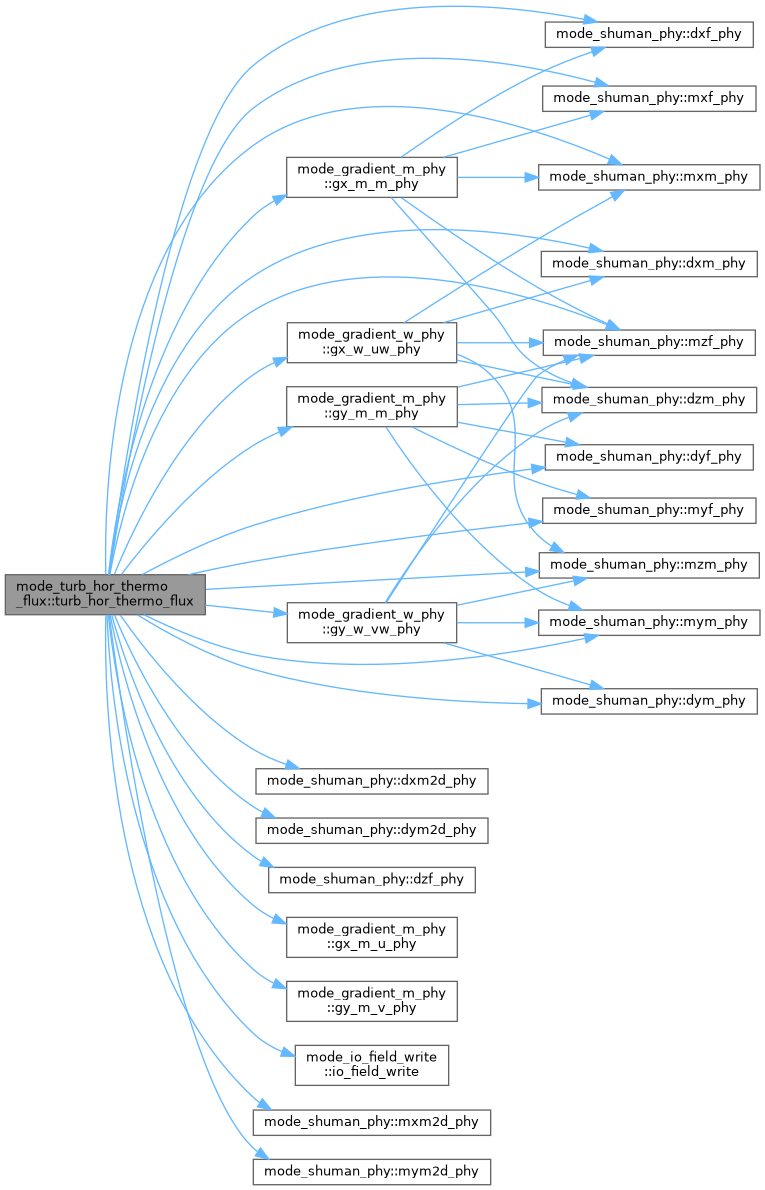 mode_shuman_phy::dxf_phy
mode_shuman_phy::mxf_phy
mode_gradient_m_phy
::gx_m_m_phy
mode_shuman_phy::mxm_phy
mode_shuman_phy::dxm_phy
mode_gradient_w_phy
::gx_w_uw_phy
mode_shuman_phy::mzf_phy
mode_gradient_m_phy
::gy_m_m_phy
mode_shuman_phy::dzm_phy
mode_shuman_phy::dyf_phy
mode_shuman_phy::myf_phy
mode_shuman_phy::mzm_phy
mode_turb_hor_thermo
_flux::turb_hor_thermo_flux
mode_gradient_w_phy
::gy_w_vw_phy
mode_shuman_phy::mym_phy
mode_shuman_phy::dym_phy
mode_shuman_phy::dxm2d_phy
mode_shuman_phy::dym2d_phy
mode_shuman_phy::dzf_phy
mode_gradient_m_phy
::gx_m_u_phy
mode_gradient_m_phy
::gy_m_v_phy
mode_io_field_write
::io_field_write
mode_shuman_phy::mxm2d_phy
mode_shuman_phy::mym2d_phy